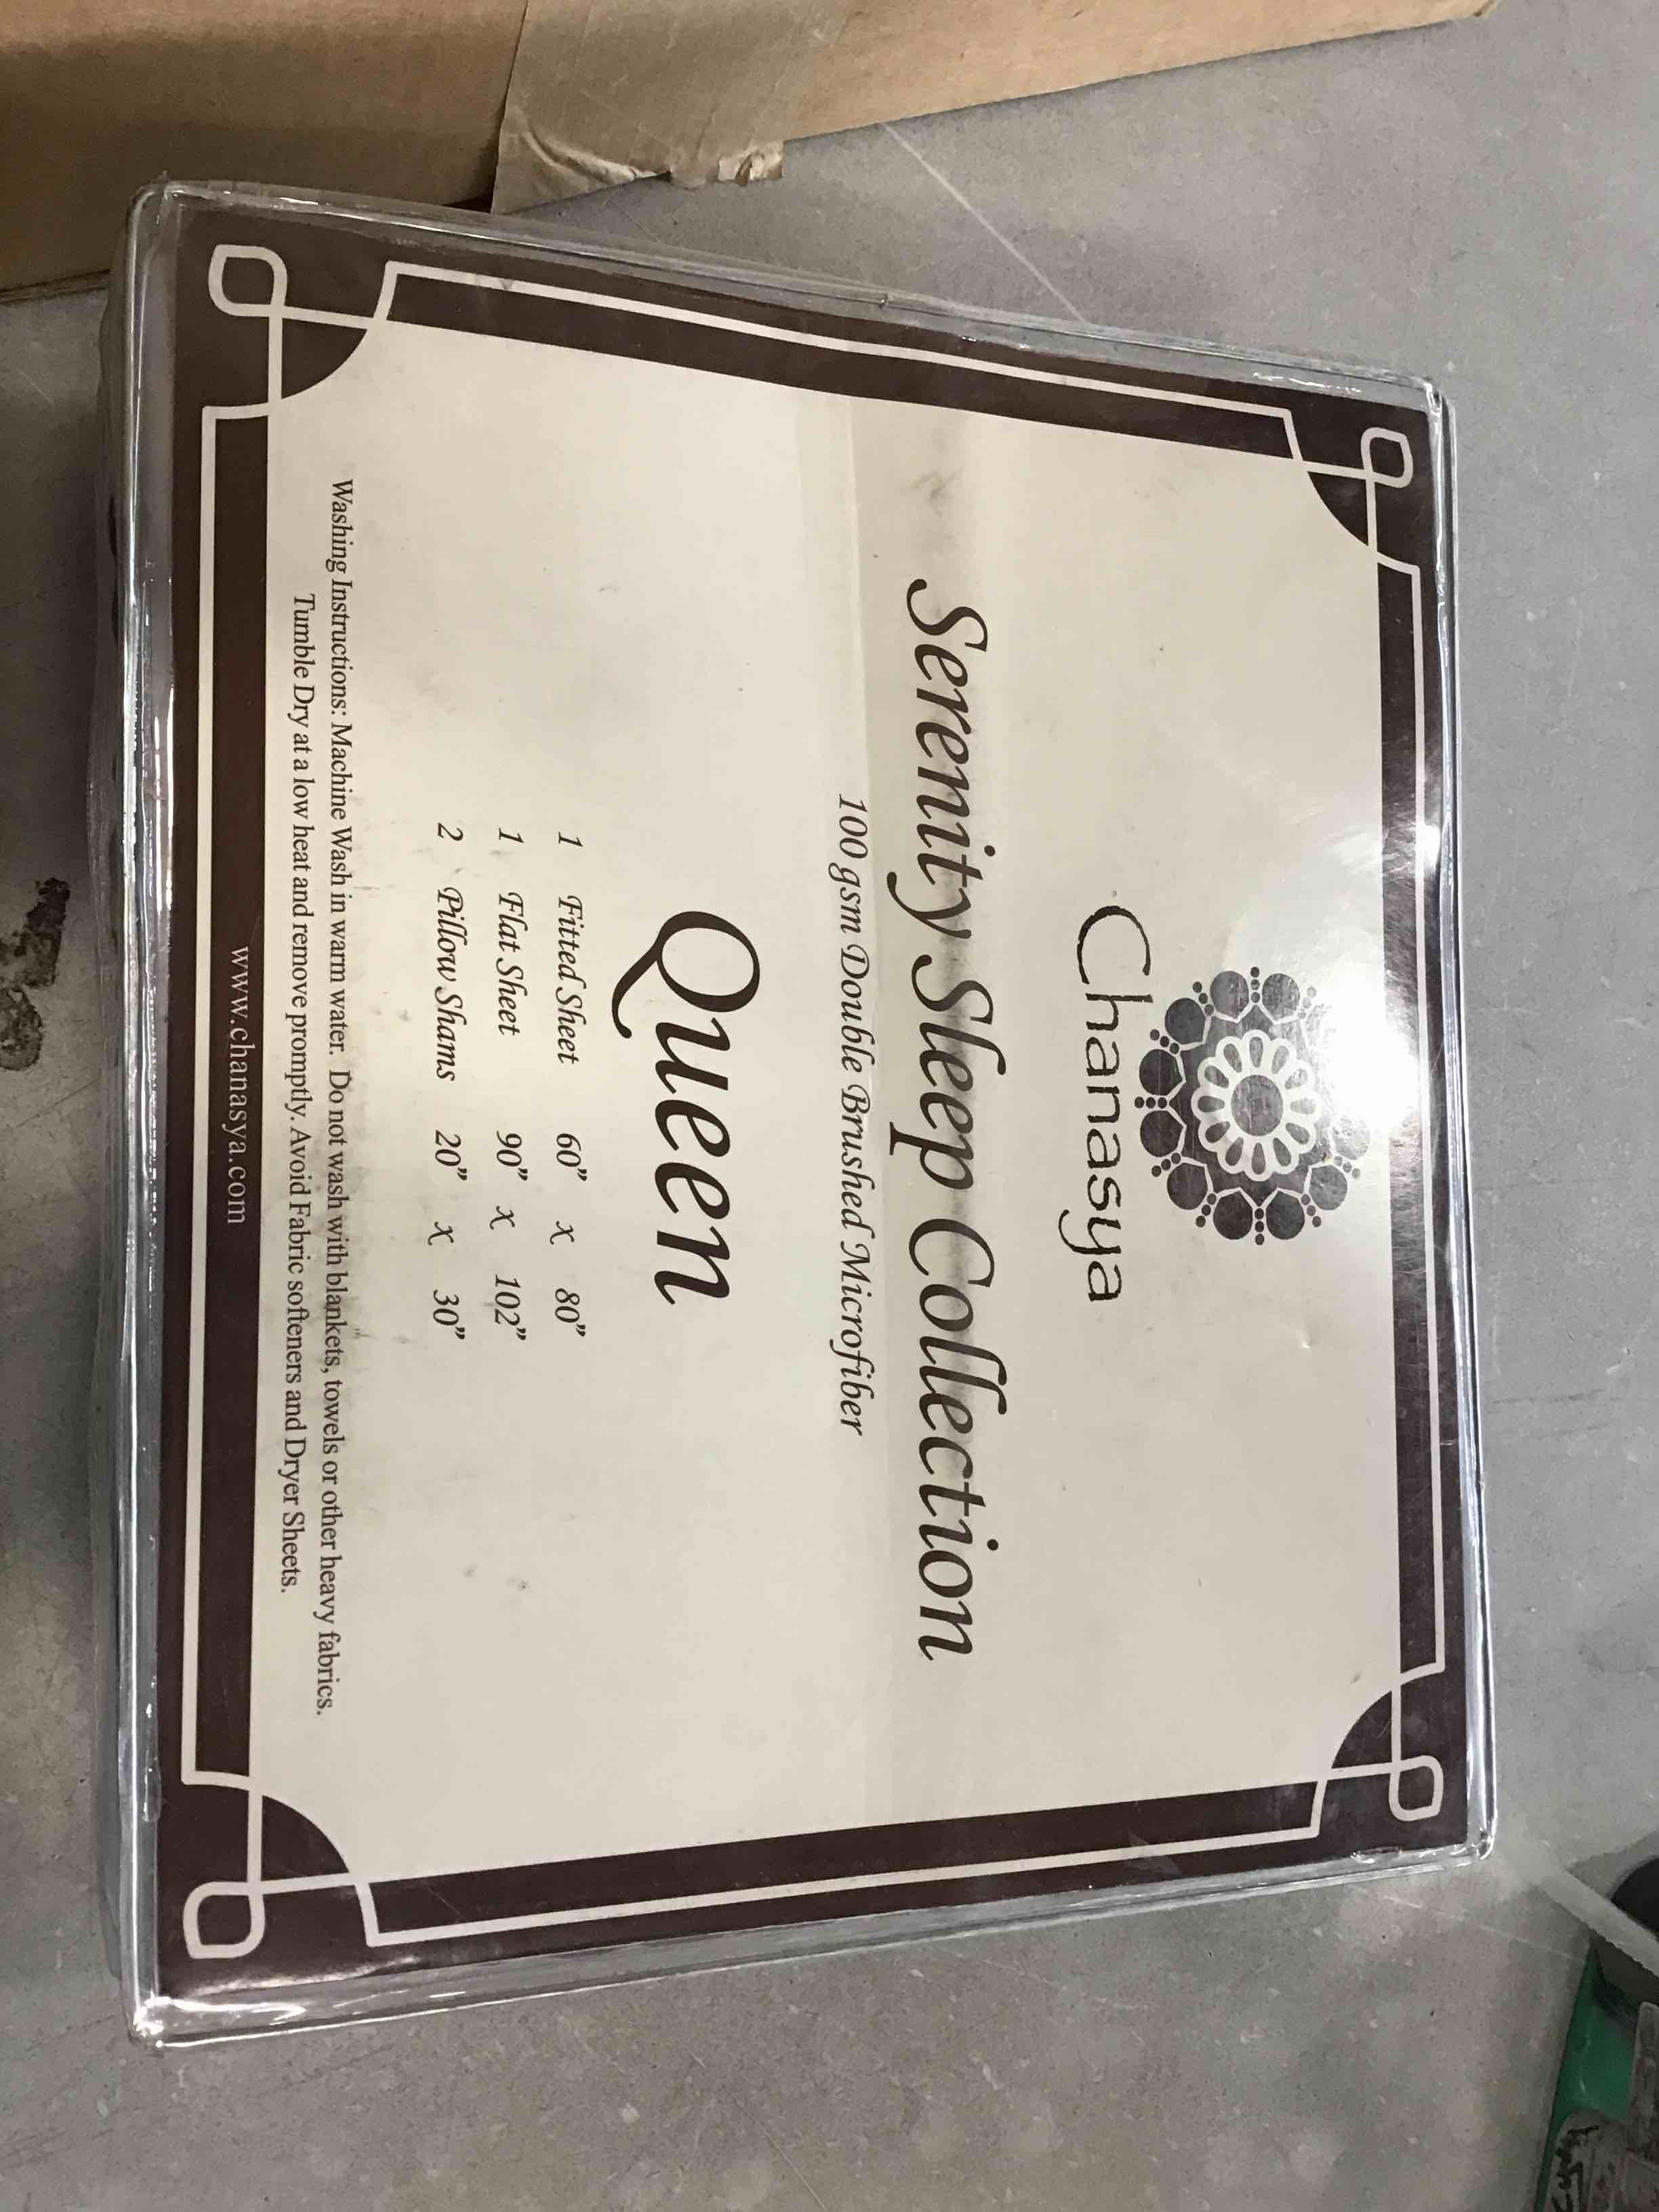 Chanasya
Serenity Sleep Collection
100 gsm Double Brushed Microfiber
Queen
1 Fitted Sheet 60” x 80”
1 Flat Sheet 90” x 102”
2 Pillow Shams 20” x 30”
Washing Instructions: Machine Wash in warm water. Do not wash with blankets, towels or other heavy fabrics.
Tumble Dry at a low heat and remove promptly. Avoid Fabric softeners and Dryer Sheets.
www.chanasya.com